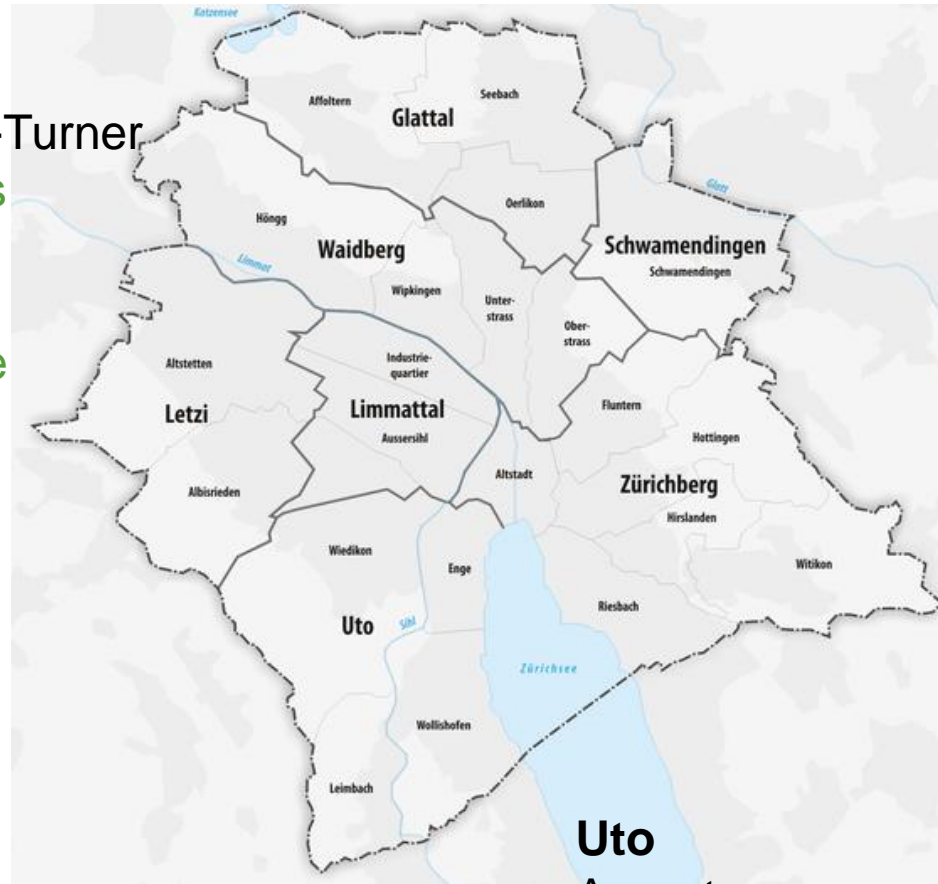 Katzensee
Affoltern
Seebach
Glattal
-Turner
s
Oerlikon
Glatt
Höngg
Waidberg
Schwamendingen
Schwamendingen
Limmat
Wipkingen
Unter-
strass
Ober-
strass
e
Altstetten
Industrie-
quartier
Letzi
Limmattal
Aussersihl
Fluntern
Hottingen
Altstadt
Zürichberg
Albisrieden
Hirslanden
Wiedikon
Enge
Witikon
Riesbach
Uto
Sihl
Zürichsee
Wollishofen
Leimbach
Uto